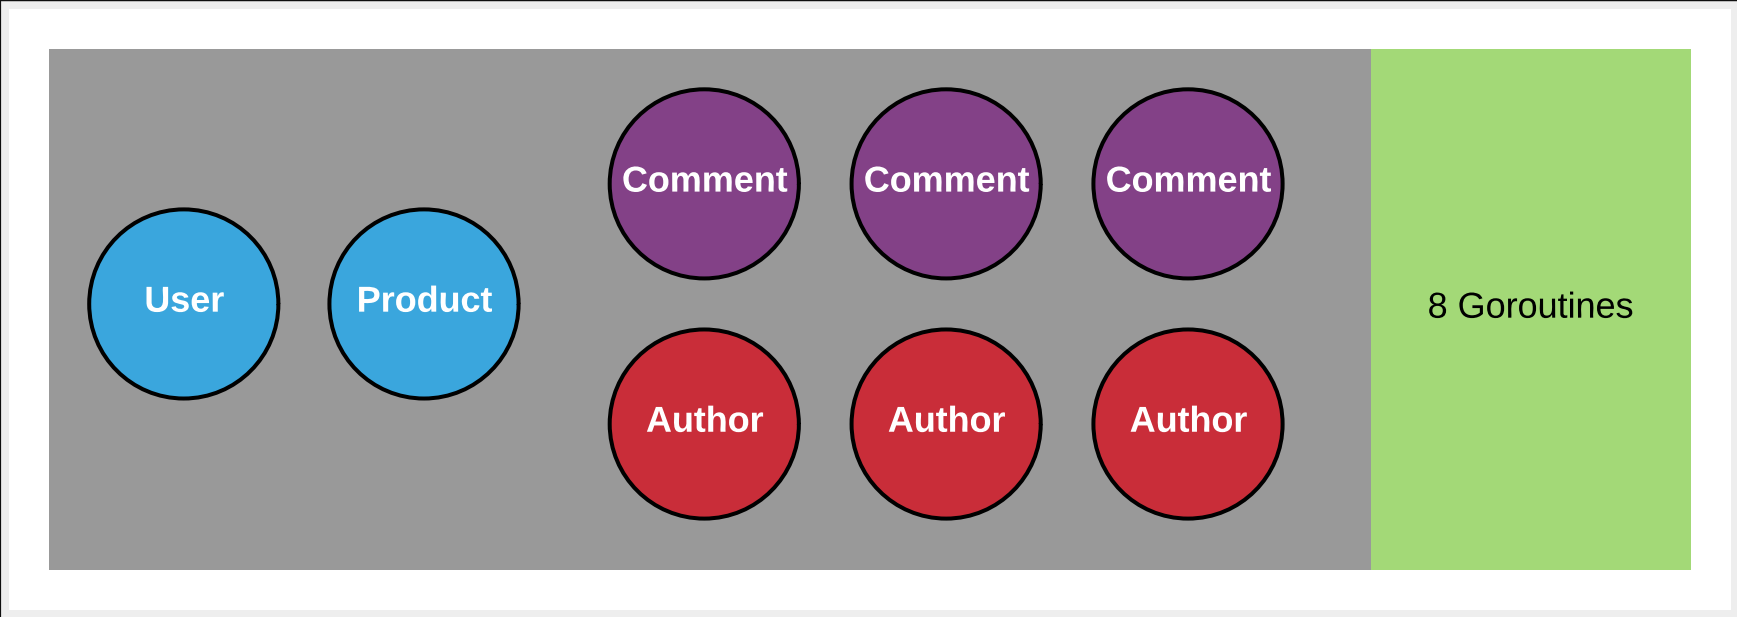 Comment Comment Comment
User Product
8 Goroutines
Author Author Author